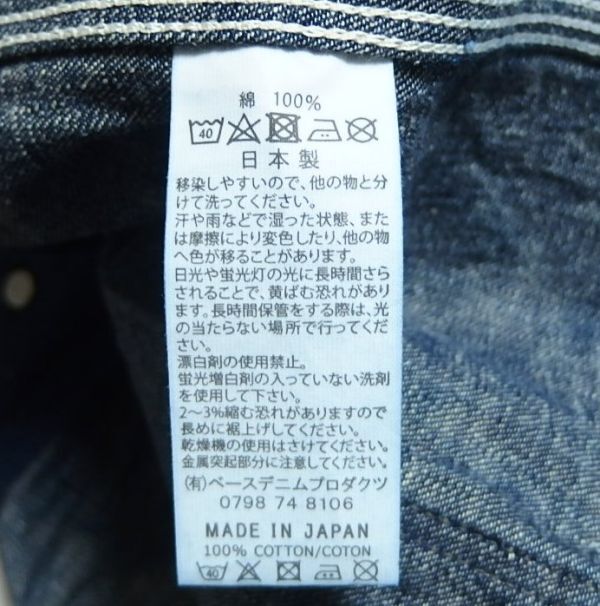 綿 100%
40
日本製
移染しやすいので、他の物と分
けて洗ってください。
汗や雨などで湿った状態、また
は摩擦により変色したり、他の物
へ色が移ることがあります。
日光や蛍光灯の光に長時間さら
されることで、黄ばむ恐れがあり
ます。長時間保管をする際は、光
の当たらない場所で行ってくだ
さい。
漂白剤の使用禁止。
蛍光増白剤の入っていない洗剤
を使用して下さい。
2〜3%縮む恐れがありますので
長めに裾上げしてください。
乾燥機の使用はさけてください。
金属突起部分に注意してください。
(有)ベースデニムプロダクツ
0798 74 8106
MADE IN JAPAN
100% COTTON/COTON
40